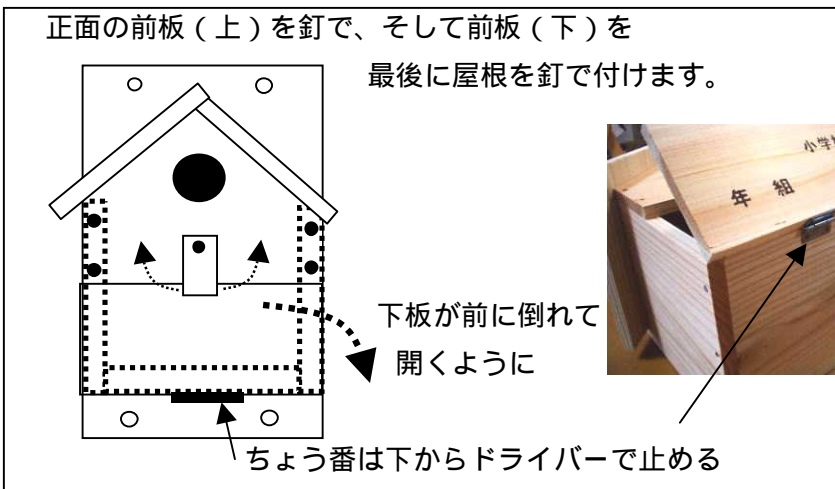 正面の前板（上）を釘で、そして前板（下）を
最後に屋根を釘で付けます。
小学
年 組
下板が前に倒れて
開くように
ちょう番は下からドライバーで止める